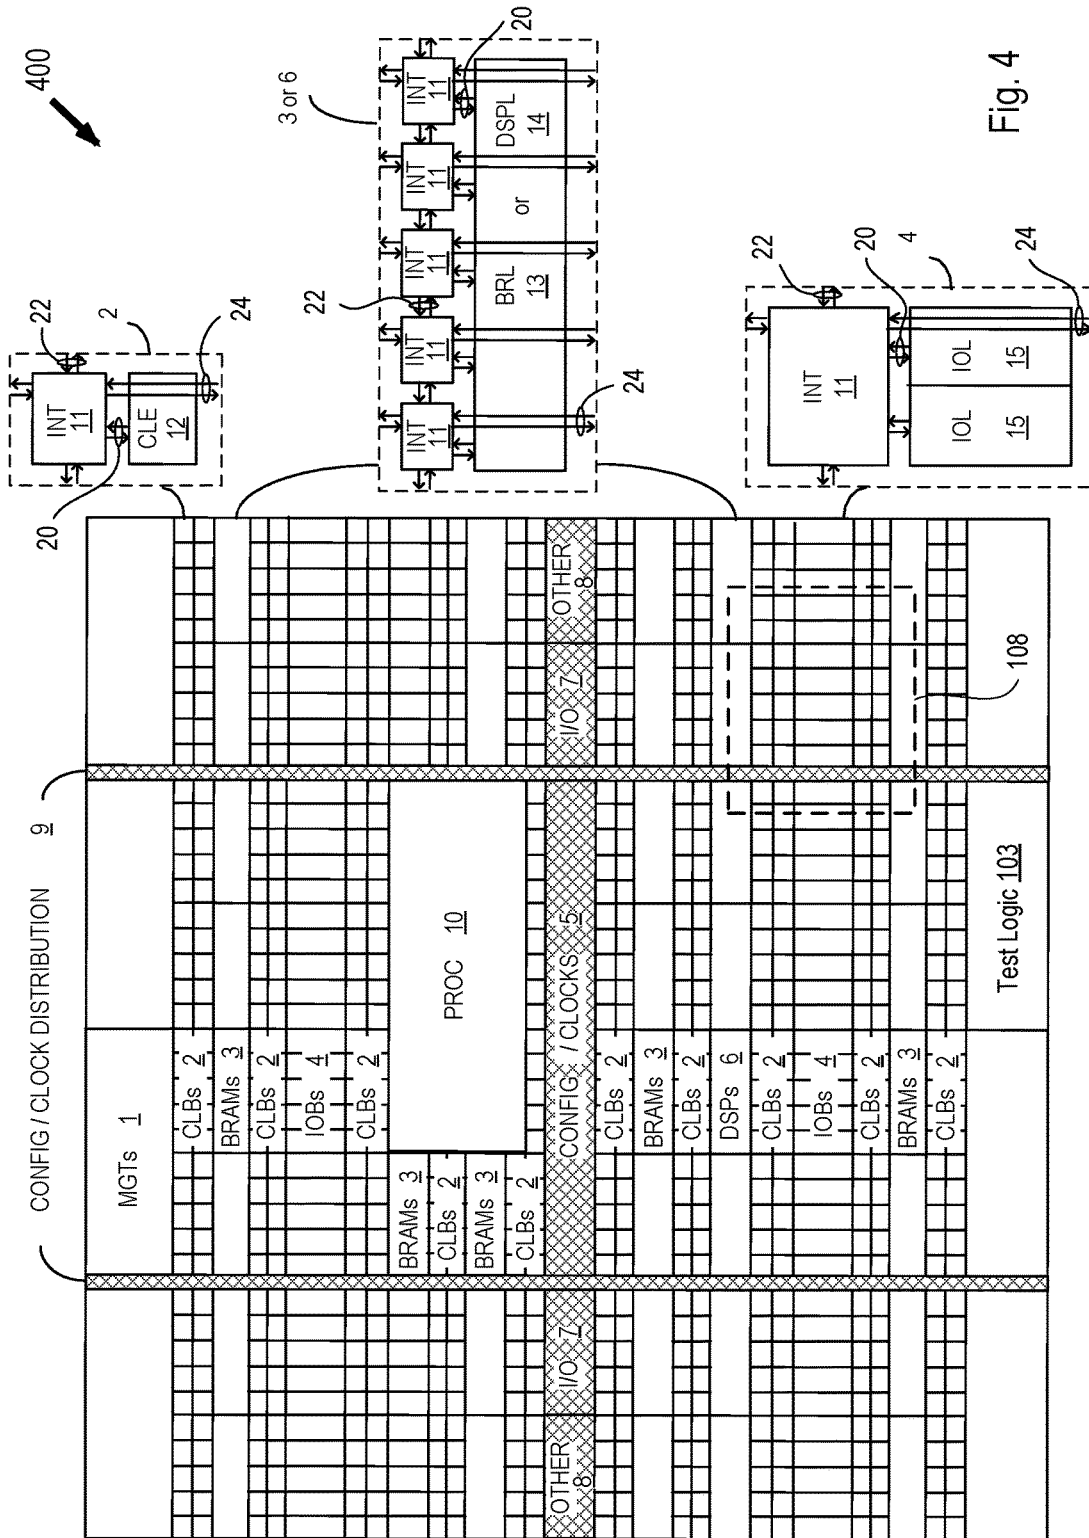 400
CONFIG / CLOCK DISTRIBUTION 9
MGTs 1
CLBs 2
BRAMs 3
CLBs 2
IOBs 4
CLBs 2
BRAMs 3
CLBs 2
BRAMs 3
CLBs 2
PROC 10
OTHER 8
I/O 7
CONFIG / CLOCKS 5
I/O 7
OTHER 8
CLBs 2
BRAMs 3
CLBs 2
DSPs 6
CLBs 2
IOBs 4
CLBs 2
BRAMs 3
CLBs 2
Test Logic 103
108
20
22
2
INT 11
CLE 12
24
3 or 6
22
INT 11
INT 11
INT 11
INT 11
INT 11
20
BRL 13
or
DSPL 14
24
22
INT 11
20
4
IOL 15
IOL 15
24
Fig. 4